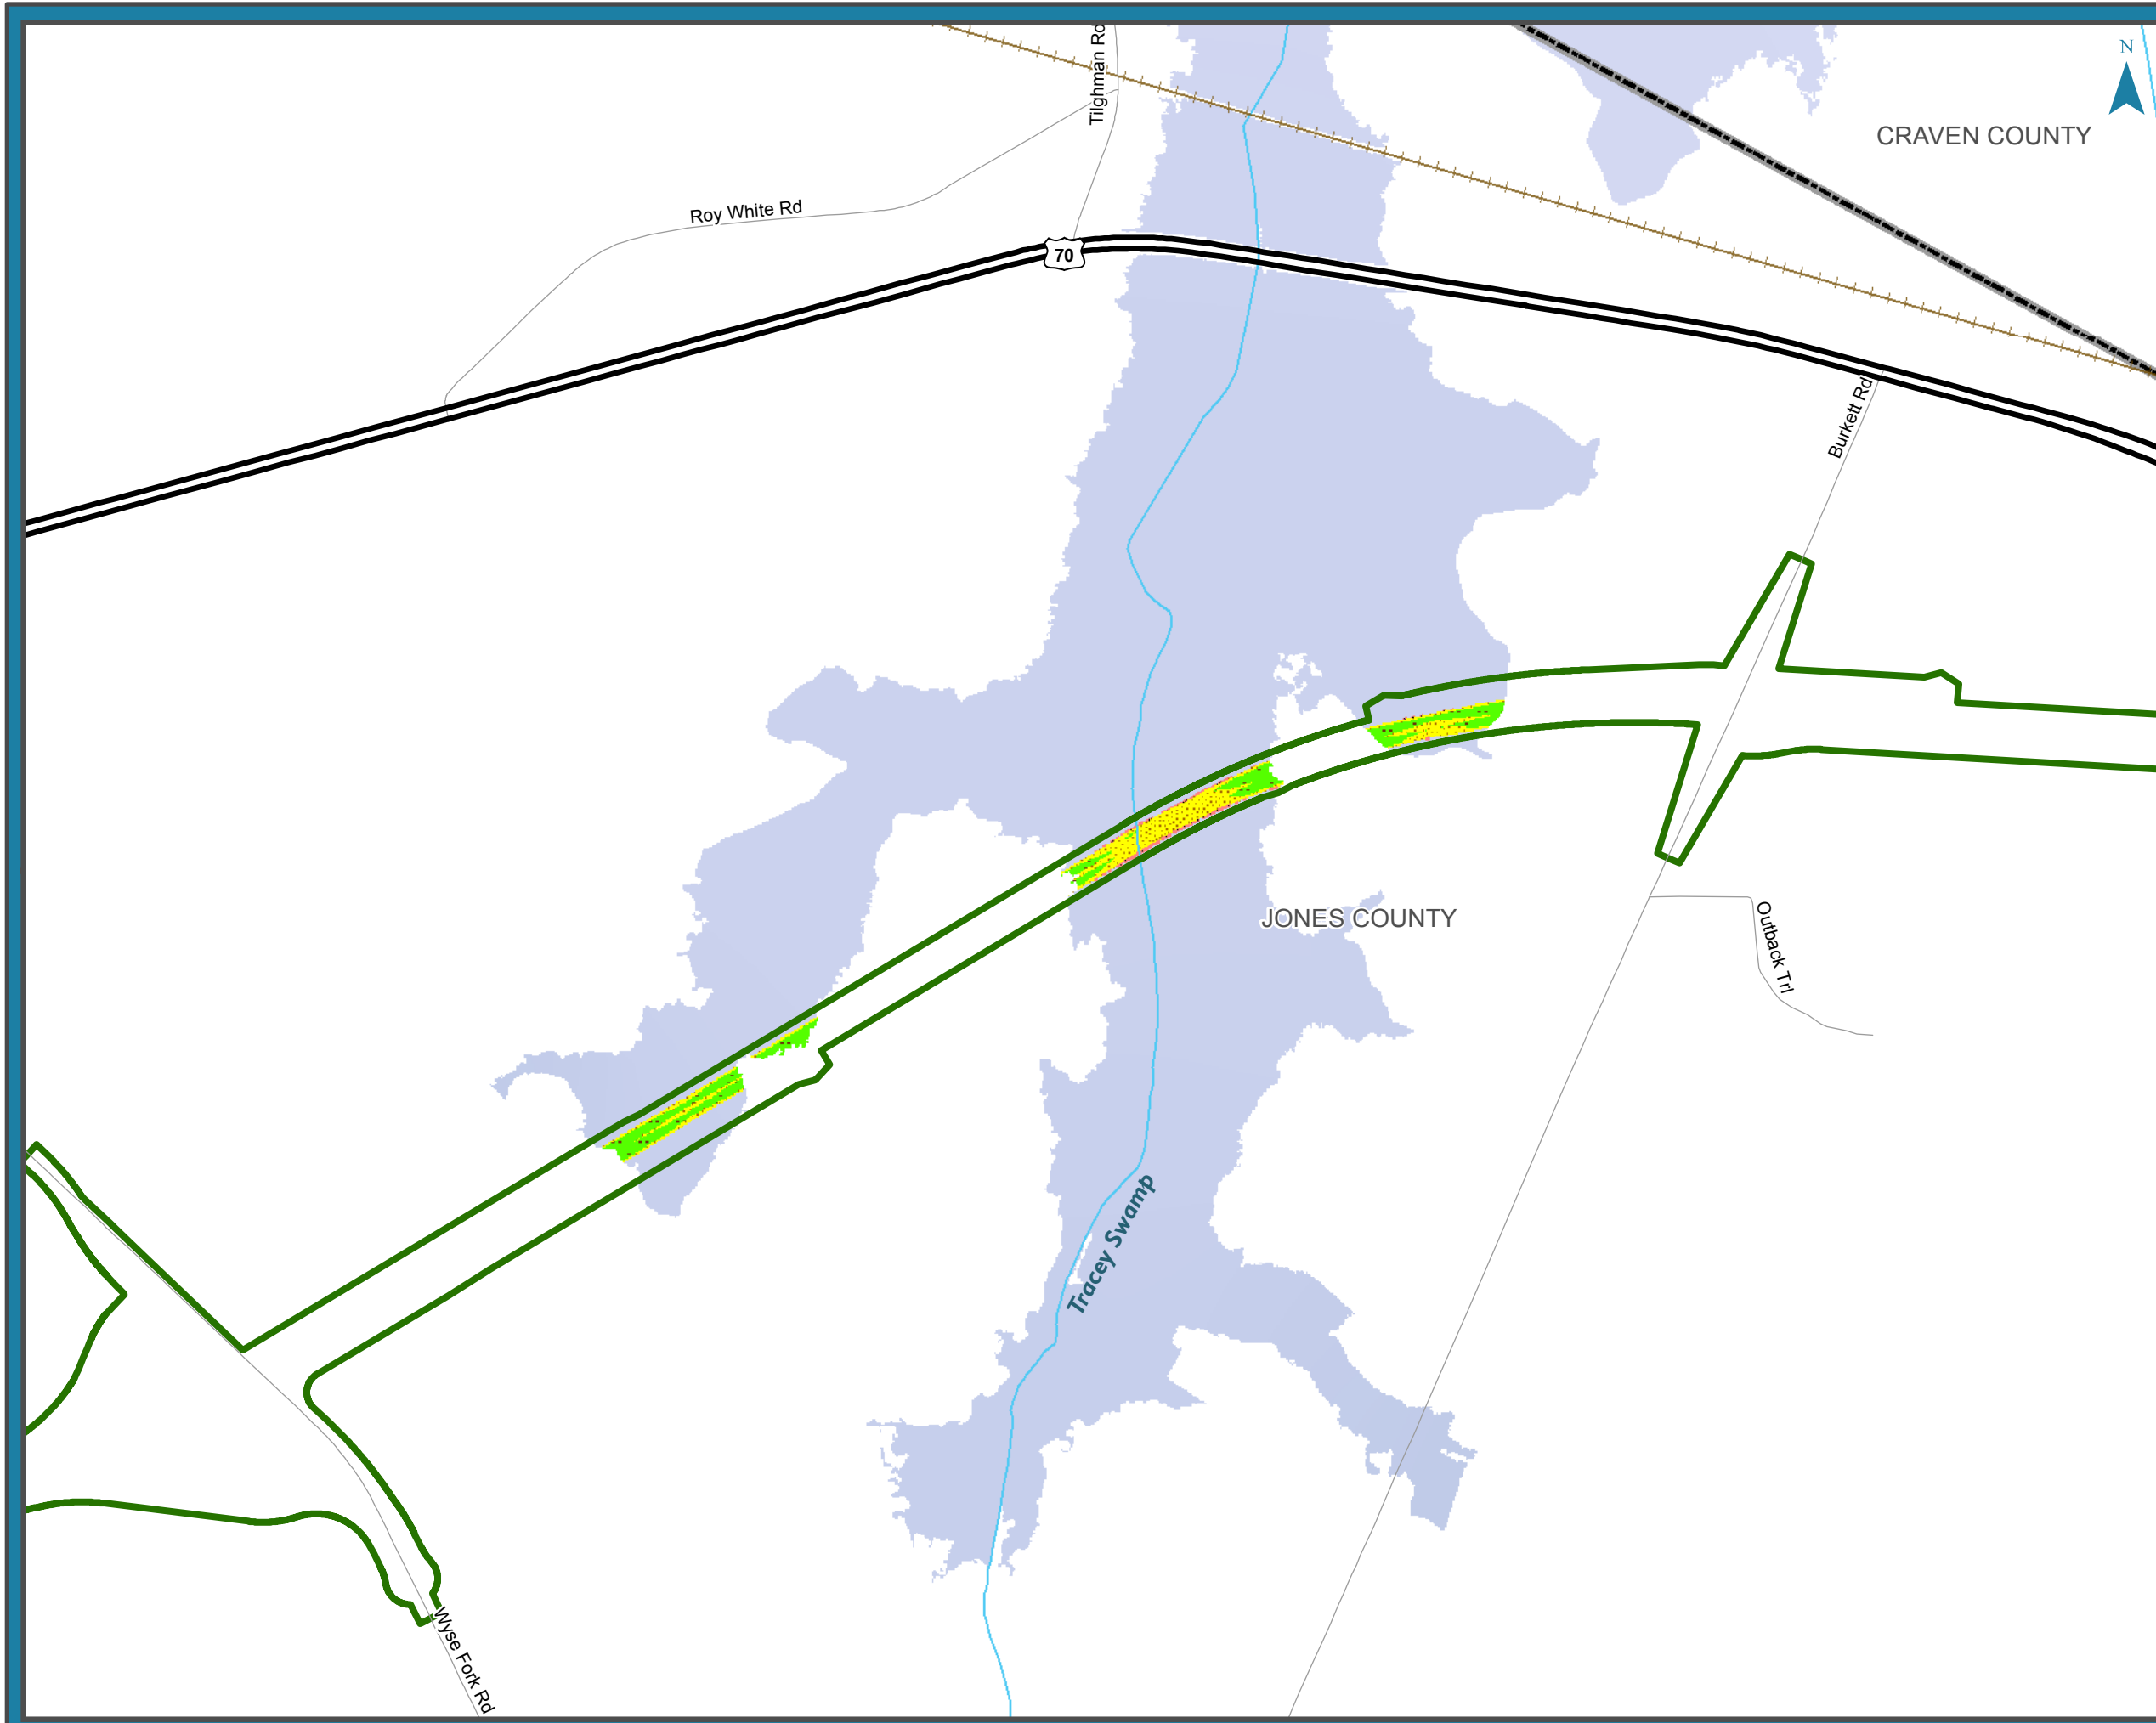 Tilghman Rd
N
CRAVEN COUNTY
Roy White Rd
70
Burkett Rd
JONES COUNTY
Outback Trl
Tracey Swamp
Wyse Fork Rd